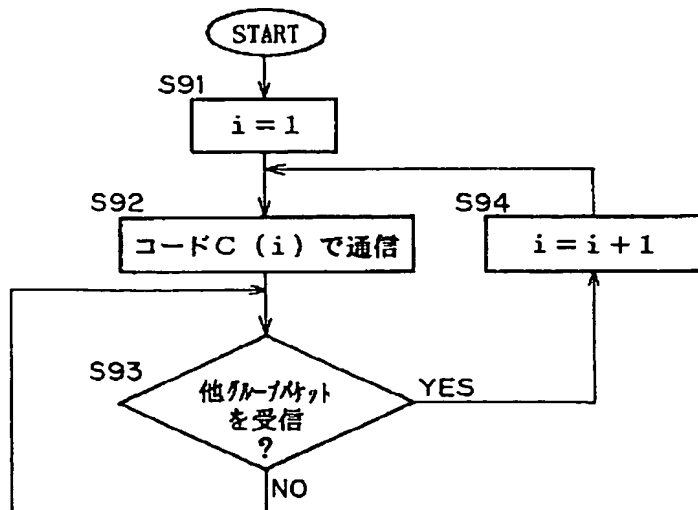 START
S91
i=1
S92
コードC (i) で通信
S94
i=i+1
S93
他グループパケット
を受信
?
YES
NO